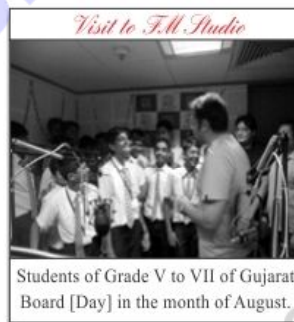 Visit to FM Studio
Students of Grade V to VII of Gujarat
Board [Day] in the month of August.